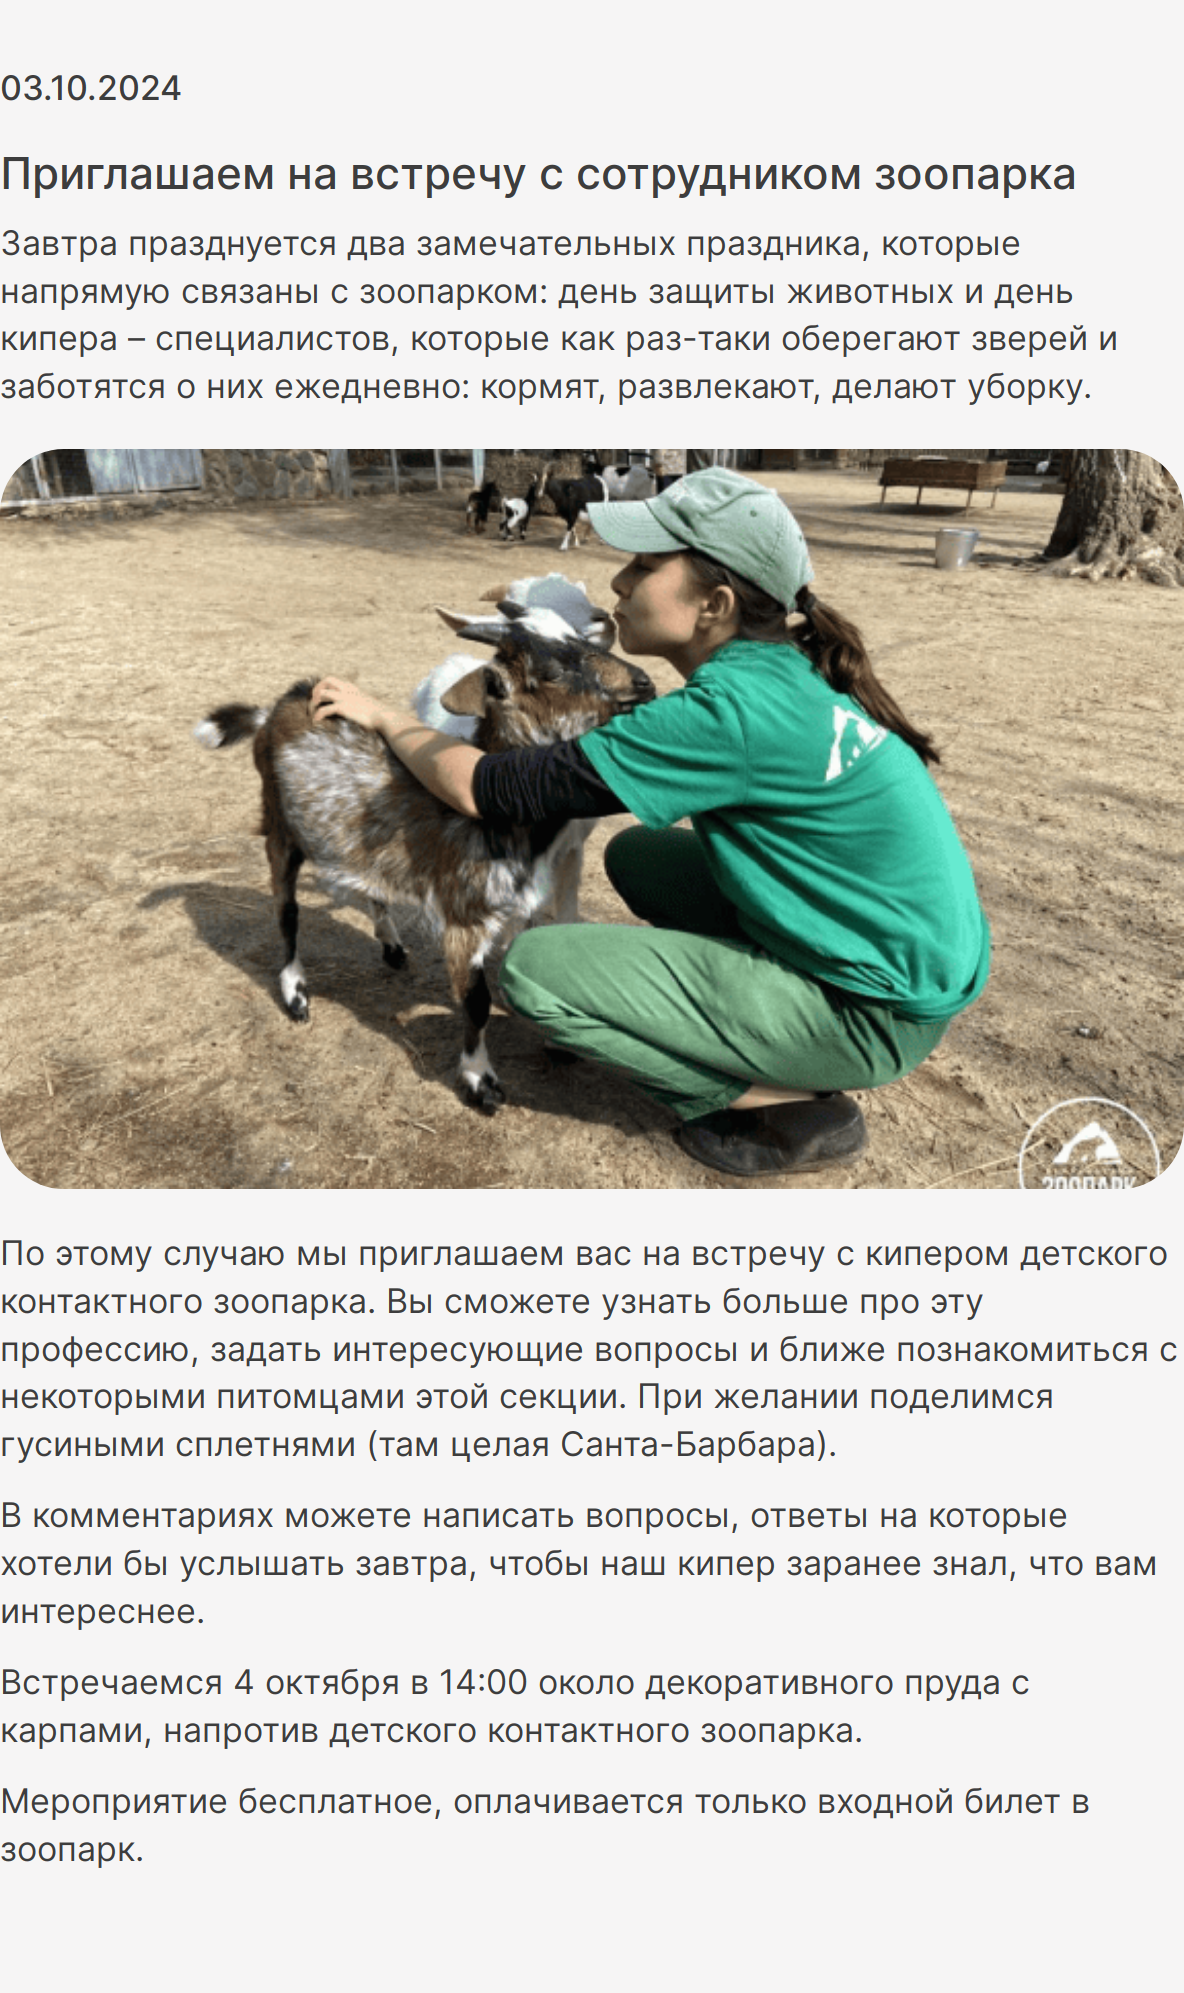 03.10.2024
Приглашаем на встречу с сотрудником зоопарка
Завтра празднуется два замечательных праздника, которые
напрямую связаны с зоопарком: день защиты животных и день
кипера – специалистов, которые как раз-таки оберегают зверей и
заботятся о них ежедневно: кормят, развлекают, делают уборку.
ЗООПАРК
По этому случаю мы приглашаем вас на встречу с кипером детского
контактного зоопарка. Вы сможете узнать больше про эту
профессию, задать интересующие вопросы и ближе познакомиться с
некоторыми питомцами этой секции. При желании поделимся
гусиными сплетнями (там целая Санта-Барбара).
В комментариях можете написать вопросы, ответы на которые
хотели бы услышать завтра, чтобы наш кипер заранее знал, что вам
интереснее.
Встречаемся 4 октября в 14:00 около декоративного пруда с
карпами, напротив детского контактного зоопарка.
Мероприятие бесплатное, оплачивается только входной билет в
зоопарк.